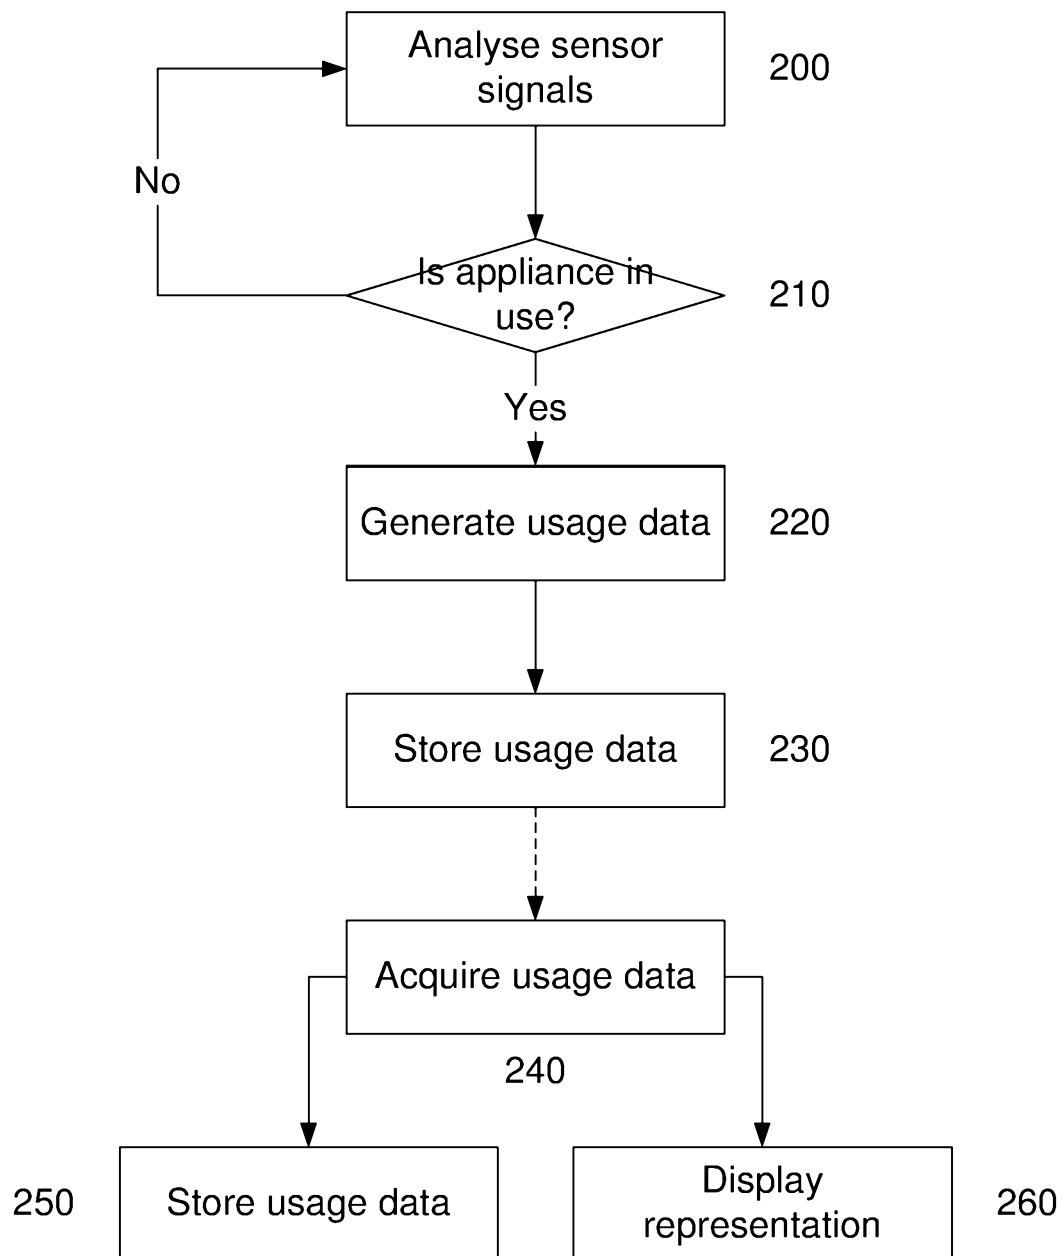 Analyse sensor
signals
200
No
Is appliance in
use?
210
Yes
Generate usage data
220
Store usage data
230
Acquire usage data
240
250
Store usage data
Display
representation
260